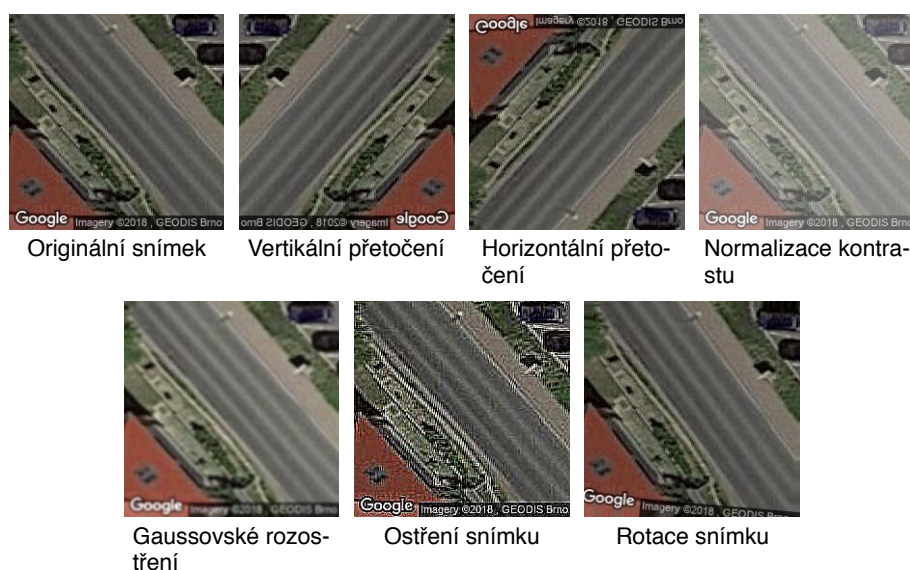 Google Imagery ©2018 , GEODIS Brno
Google Imagery ©2018 , GEODIS Brno
Google Imagery ©2018 , GEODIS Brno
Google Imagery ©2018 , GEODIS Brno
Originální snímek
Vertikální přetočení
Horizontální přeto-
čení
Normalizace kontra-
stu
Google Imagery ©2018 , GEODIS Brno
Google Imagery ©2018 , GEODIS Brno
Google Imagery ©2018 , GEODIS Brno
Gaussovské rozos-
tření
Ostření snímku
Rotace snímku